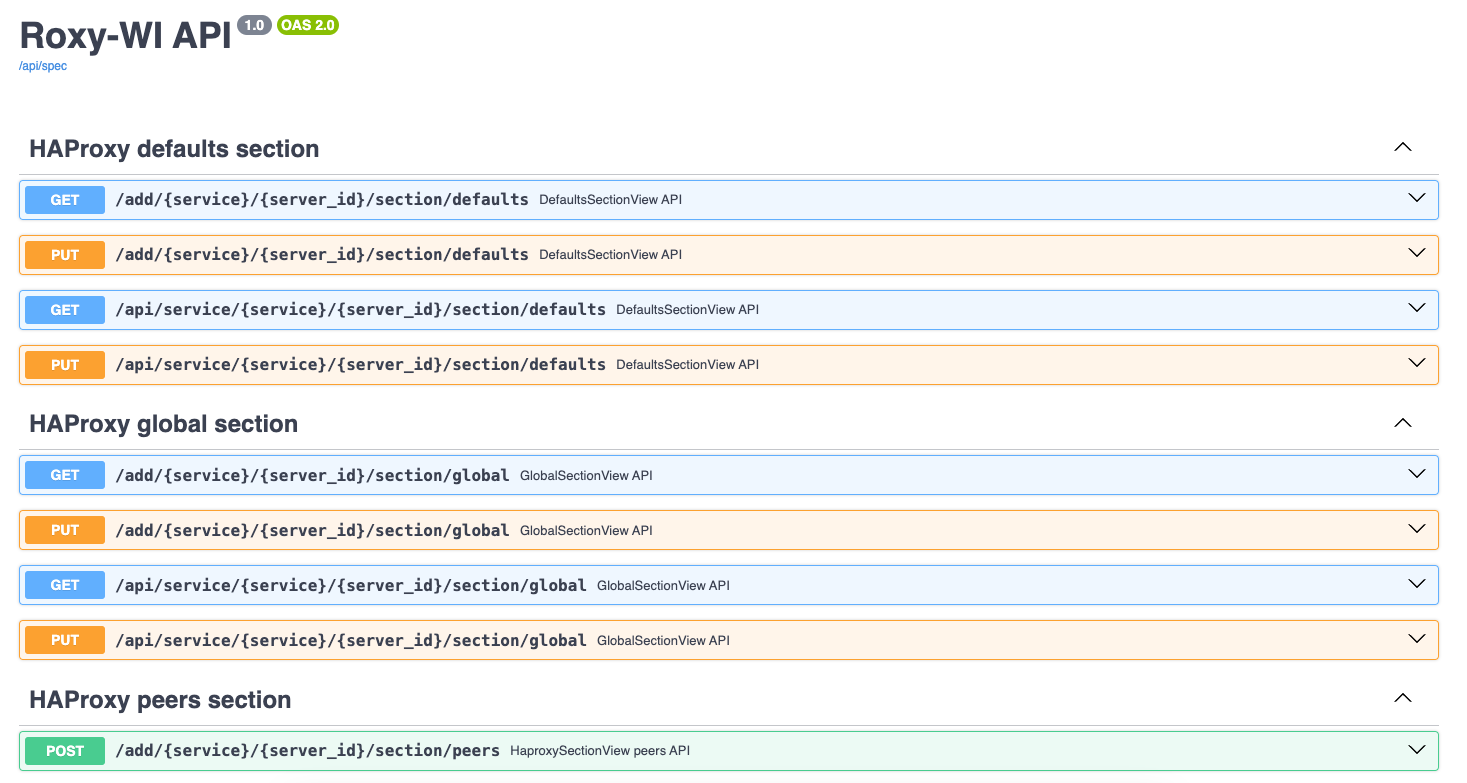 Roxy-WI API 1.0 OAS 2.0
/api/spec
HAProxy defaults section
GET /add/{service}/{server_id}/section/defaults DefaultsSectionView API
PUT /add/{service}/{server_id}/section/defaults DefaultsSectionView API
GET /api/service/{service}/{server_id}/section/defaults DefaultsSectionView API
PUT /api/service/{service}/{server_id}/section/defaults DefaultsSectionView API
HAProxy global section
GET /add/{service}/{server_id}/section/global GlobalSectionView API
PUT /add/{service}/{server_id}/section/global GlobalSectionView API
GET /api/service/{service}/{server_id}/section/global GlobalSectionView API
PUT /api/service/{service}/{server_id}/section/global GlobalSectionView API
HAProxy peers section
POST /add/{service}/{server_id}/section/peers HaproxySectionView peers API